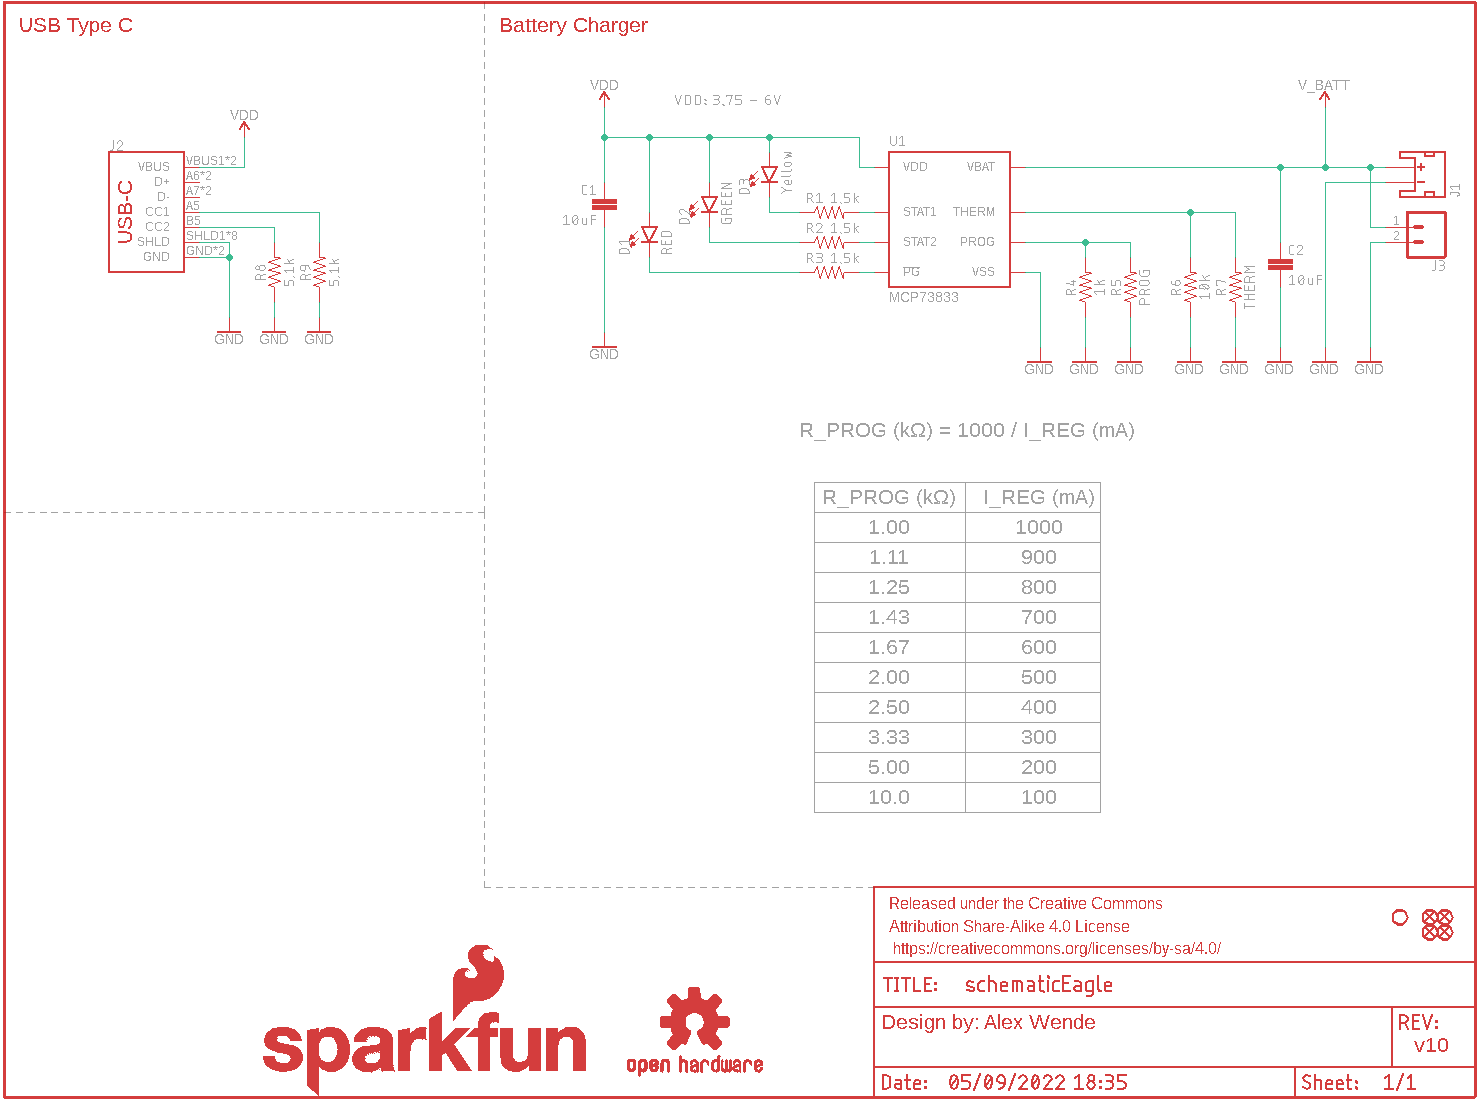 USB Type C
Battery Charger
VDD
J2
USB-C
VBUS
D+
D-
CC1
CC2
SHLD
GND
VBUS1*2
A6*2
A7*2
A5
B5
SHLD1*8
GND*2
R8
5.1k
R9
5.1k
GND
GND
GND
VDD
VDD: 3.75 - 6V
C1
10uF
GND
D1
RED
D2
GREEN
D3
Yellow
R1 1.5k
R2 1.5k
R3 1.5k
U1
VDD
VBAT
STAT1
THERM
STAT2
PROG
PG
VSS
MCP73833
R4
1k
R5
PROG
R6
10k
R7
THERM
C2
10uF
V_BATT
+
-
J1
1
2
J3
GND
GND
GND
GND
GND
GND
GND
GND
R_PROG (kΩ) = 1000 / I_REG (mA)
R_PROG (kΩ) I_REG (mA)
1.00 1000
1.11 900
1.25 800
1.43 700
1.67 600
2.00 500
2.50 400
3.33 300
5.00 200
10.0 100
Released under the Creative Commons
Attribution Share-Alike 4.0 License
https://creativecommons.org/licenses/by-sa/4.0/
TITLE: schematicEagle
Design by: Alex Wende
REV:
v10
Date: 05/09/2022 18:35
Sheet: 1/1
sparkfun
open hardware